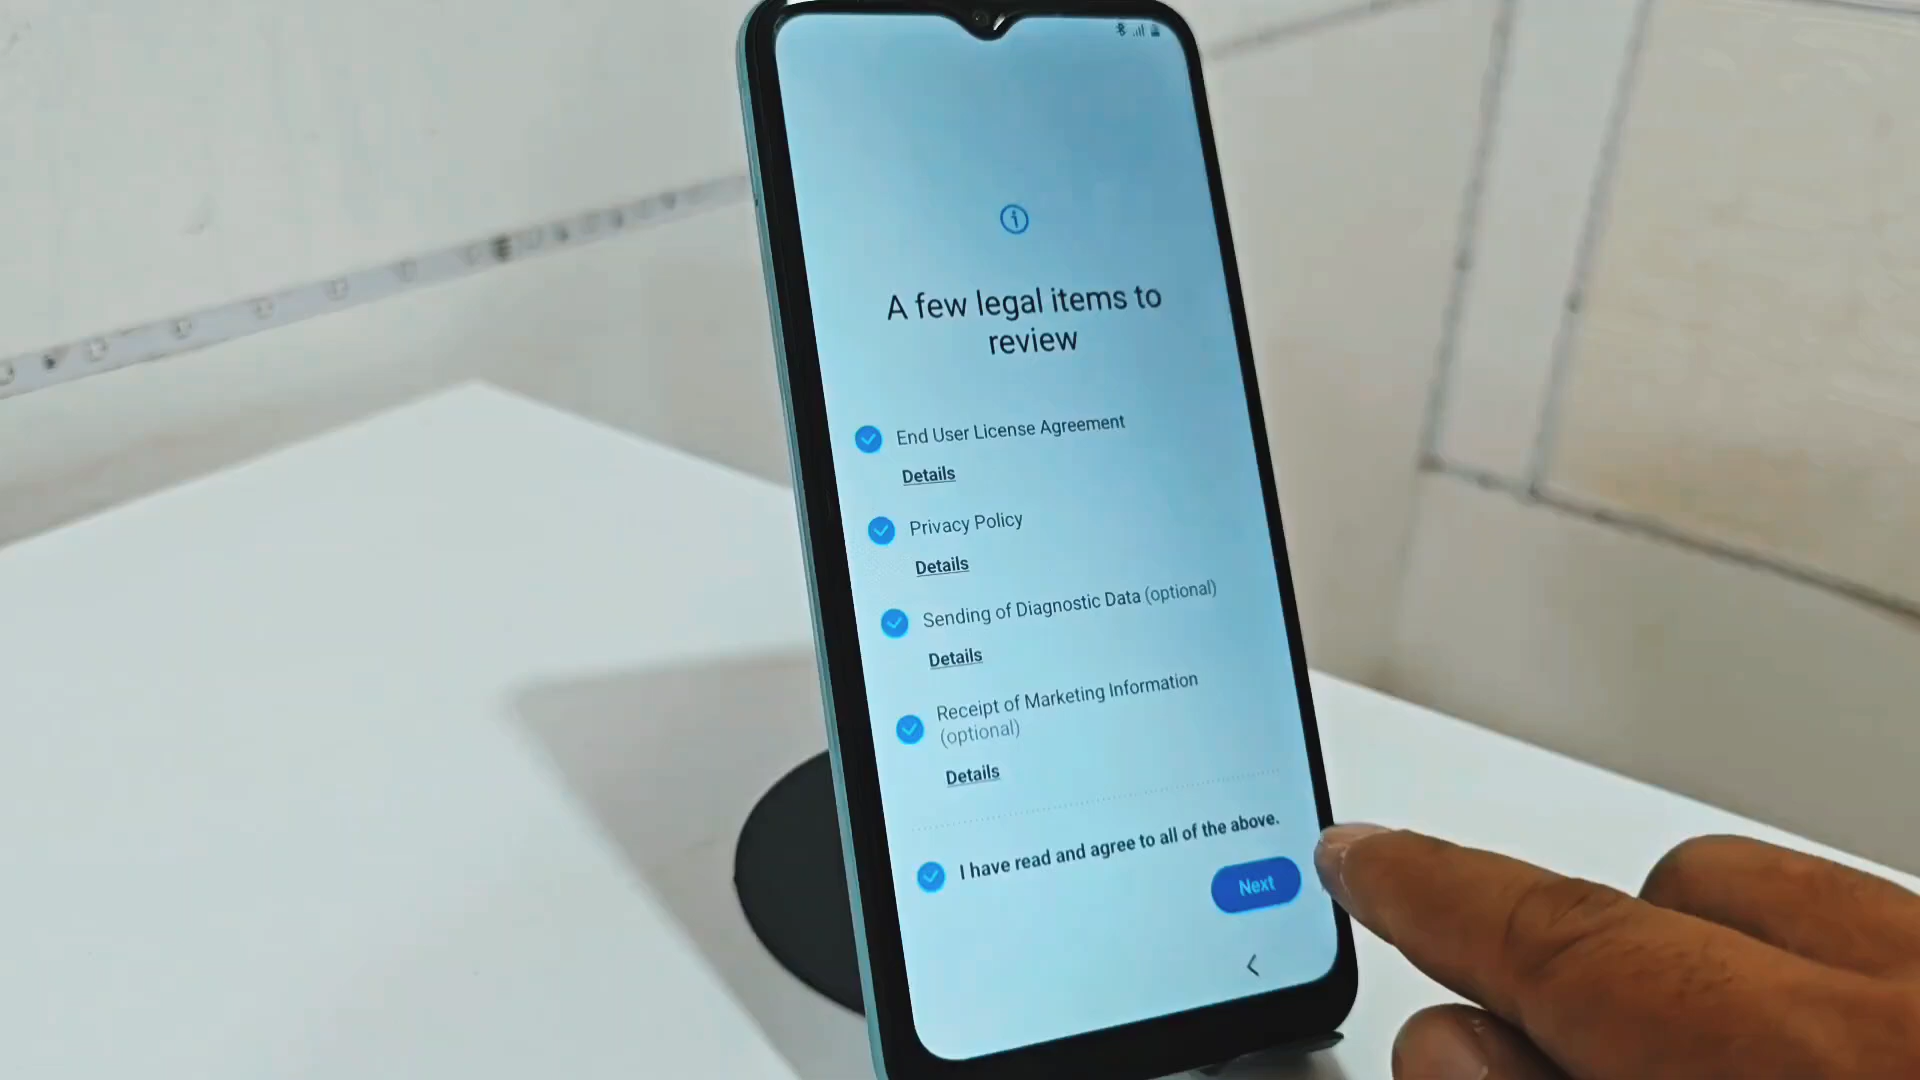 A few legal items to
review
End User License Agreement
Details
Privacy Policy
Details
Sending of Diagnostic Data (optional)
Details
Receipt of Marketing Information
(optional)
Details
I have read and agree to all of the above.
Next